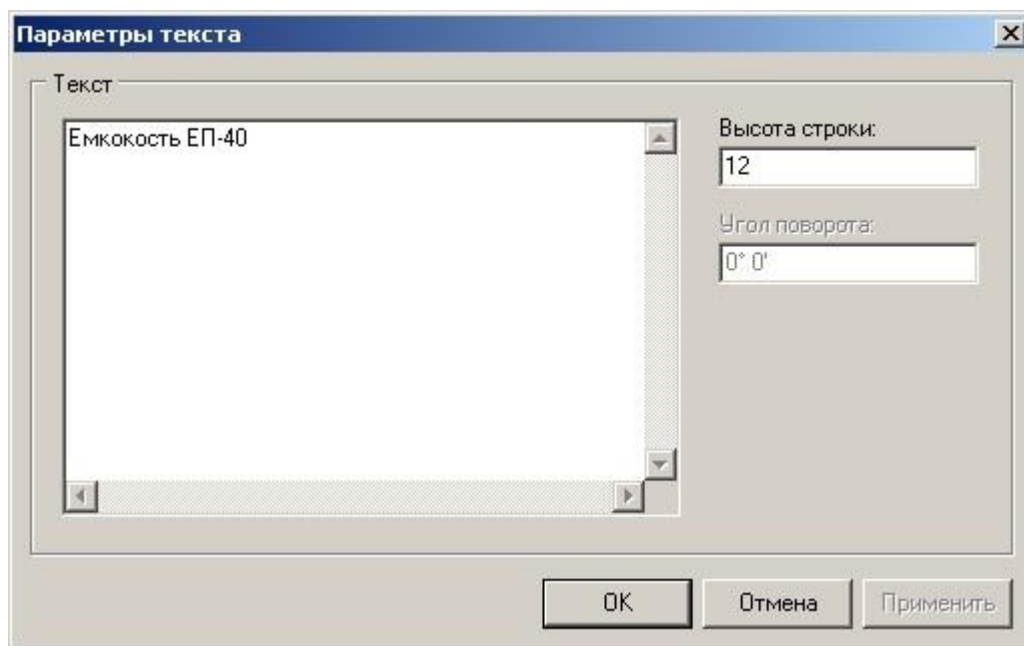 Параметры текста
Текст
Емкокость ЕП-40
Высота строки:
12
Угол поворота:
0° 0'
OK
Отмена
Применить